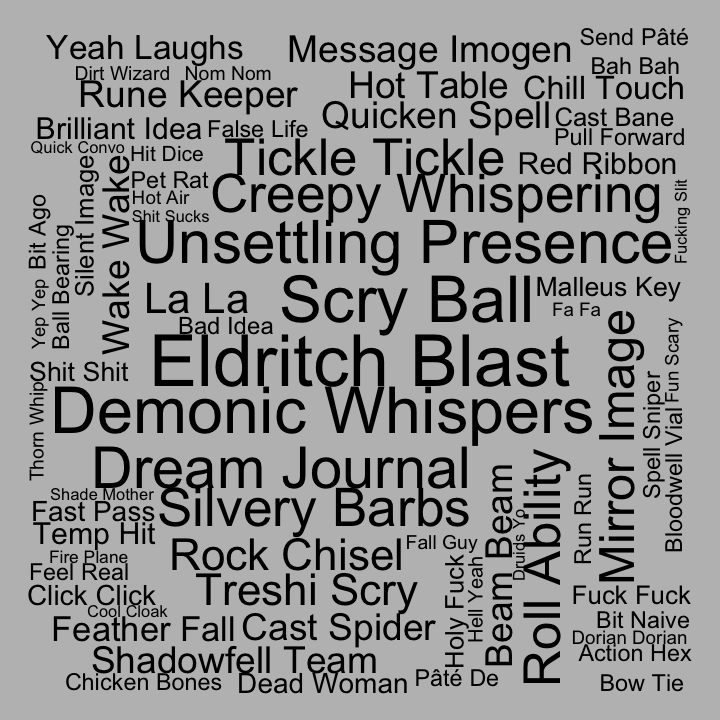 Yeah Laughs
Message Imogen
Send Pâté
Dirt Wizard
Nom Nom
Bah Bah
Rune Keeper
Hot Table
Chill Touch
Brilliant Idea
False Life
Quicken Spell
Cast Bane
Pull Forward
Quick Convo
Hit Dice
Tickle Tickle
Red Ribbon
Pet Rat
Hot Air
Shit Sucks
Creepy Whispering
Fucking Slit
Silent Image
Wake Wake
Bit Ago
Yep Yep
Ball Bearing
Unsettling Presence
La La
Scry Ball
Malleus Key
Fa Fa
Bad Idea
Eldritch Blast
Shit Shit
Thorn Whip
Demonic Whispers
Mirror Image
Fun Scary
Spell Sniper
Bloodwell Vial
Dream Journal
Shade Mother
Fast Pass
Silvery Barbs
Temp Hit
Rock Chisel
Fall Guy
Beam Beam
Druids Yo
Roll Ability
Run Run
Fire Plane
Feel Real
Click Click
Cool Cloak
Treshi Scry
Holy Fuck
Hell Yeah
Fuck Fuck
Feather Fall
Cast Spider
Bit Naive
Dorian Dorian
Action Hex
Shadowfell Team
Chicken Bones
Dead Woman
Pâté De
Bow Tie